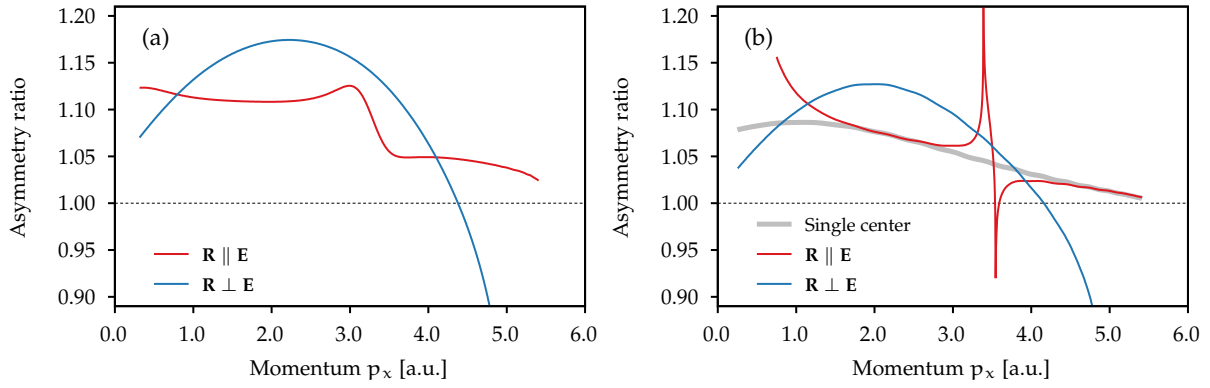 (a)
Asymmetry ratio
1.20
1.15
1.10
1.05
1.00
0.95
0.90
R ∥ E
R ⊥ E
0.0 1.0 2.0 3.0 4.0 5.0 6.0
Momentum pₓ [a.u.]
(b)
Asymmetry ratio
1.20
1.15
1.10
1.05
1.00
0.95
0.90
Single center
R ∥ E
R ⊥ E
0.0 1.0 2.0 3.0 4.0 5.0 6.0
Momentum pₓ [a.u.]